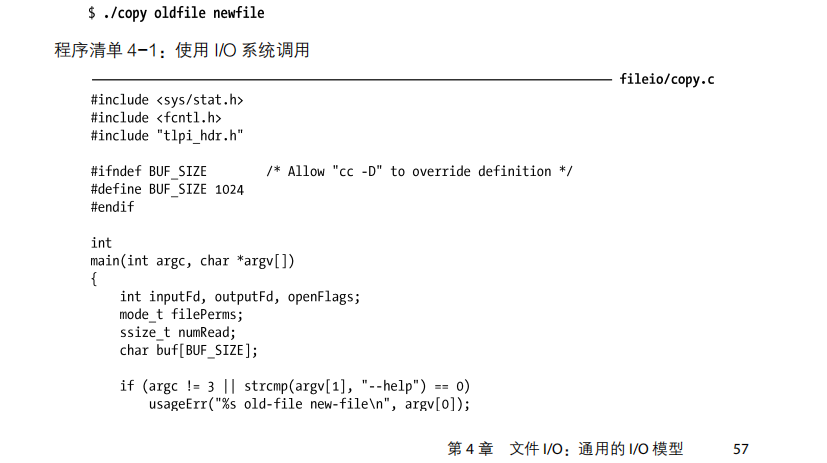 $ ./copy oldfile newfile
程序清单 4-1：使用 I/O 系统调用
fileio/copy.c
#include <sys/stat.h>
#include <fcntl.h>
#include "tlpi_hdr.h"
#ifndef BUF_SIZE        /* Allow "cc -D" to override definition */
#define BUF_SIZE 1024
#endif
int
main(int argc, char *argv[])
{
    int inputFd, outputFd, openFlags;
    mode_t filePerms;
    ssize_t numRead;
    char buf[BUF_SIZE];
    if (argc != 3 || strcmp(argv[1], "--help") == 0)
        usageErr("%s old-file new-file\n", argv[0]);
第 4 章　文件 I/O：通用的 I/O 模型　57